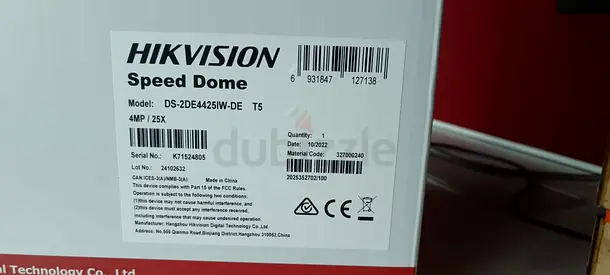 HIKVISION
Speed Dome
6 931847 127138
Model: DS-2DE4425IW-DE T5
4MP / 25X
Quantity: 1
Date: 10/2022
Serial No.: K71524805
Material Code: 327000240
Lot No: 24102632
2025352702/100
CAN ICES-3(A)/NMB-3(A) Made in China
This device complies with Part 15 of the FCC Rules.
Operation is subject to the following two conditions:
(1)this device may not cause harmful interference, and
(2)this device must accept any interference received,
including interference that may cause undesired operation.
Manufacturer: Hangzhou Hikvision Digital Technology Co.,Ltd.
Address: No.555 Qianmo Road,Binjiang District,Hangzhou 310052,China
dubizzle
al Technology Co., Ltd